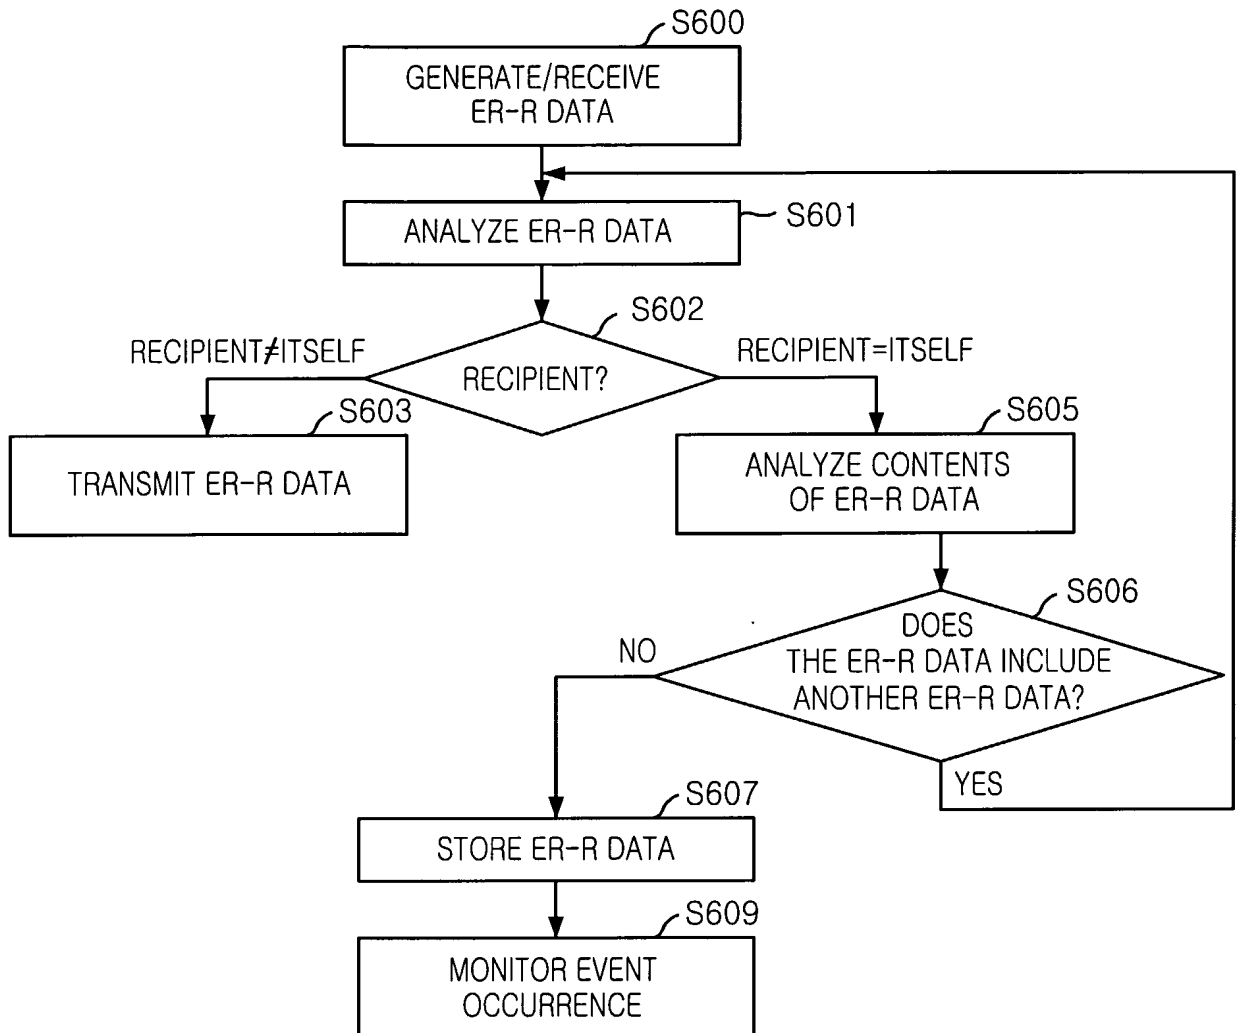 S600
GENERATE/RECEIVE
ER-R DATA
ANALYZE ER-R DATA
S601
S602
RECIPIENT≠ITSELF
RECIPIENT?
RECIPIENT=ITSELF
S603
TRANSMIT ER-R DATA
S605
ANALYZE CONTENTS
OF ER-R DATA
S606
DOES
THE ER-R DATA INCLUDE
ANOTHER ER-R DATA?
NO
YES
S607
STORE ER-R DATA
S609
MONITOR EVENT
OCCURRENCE